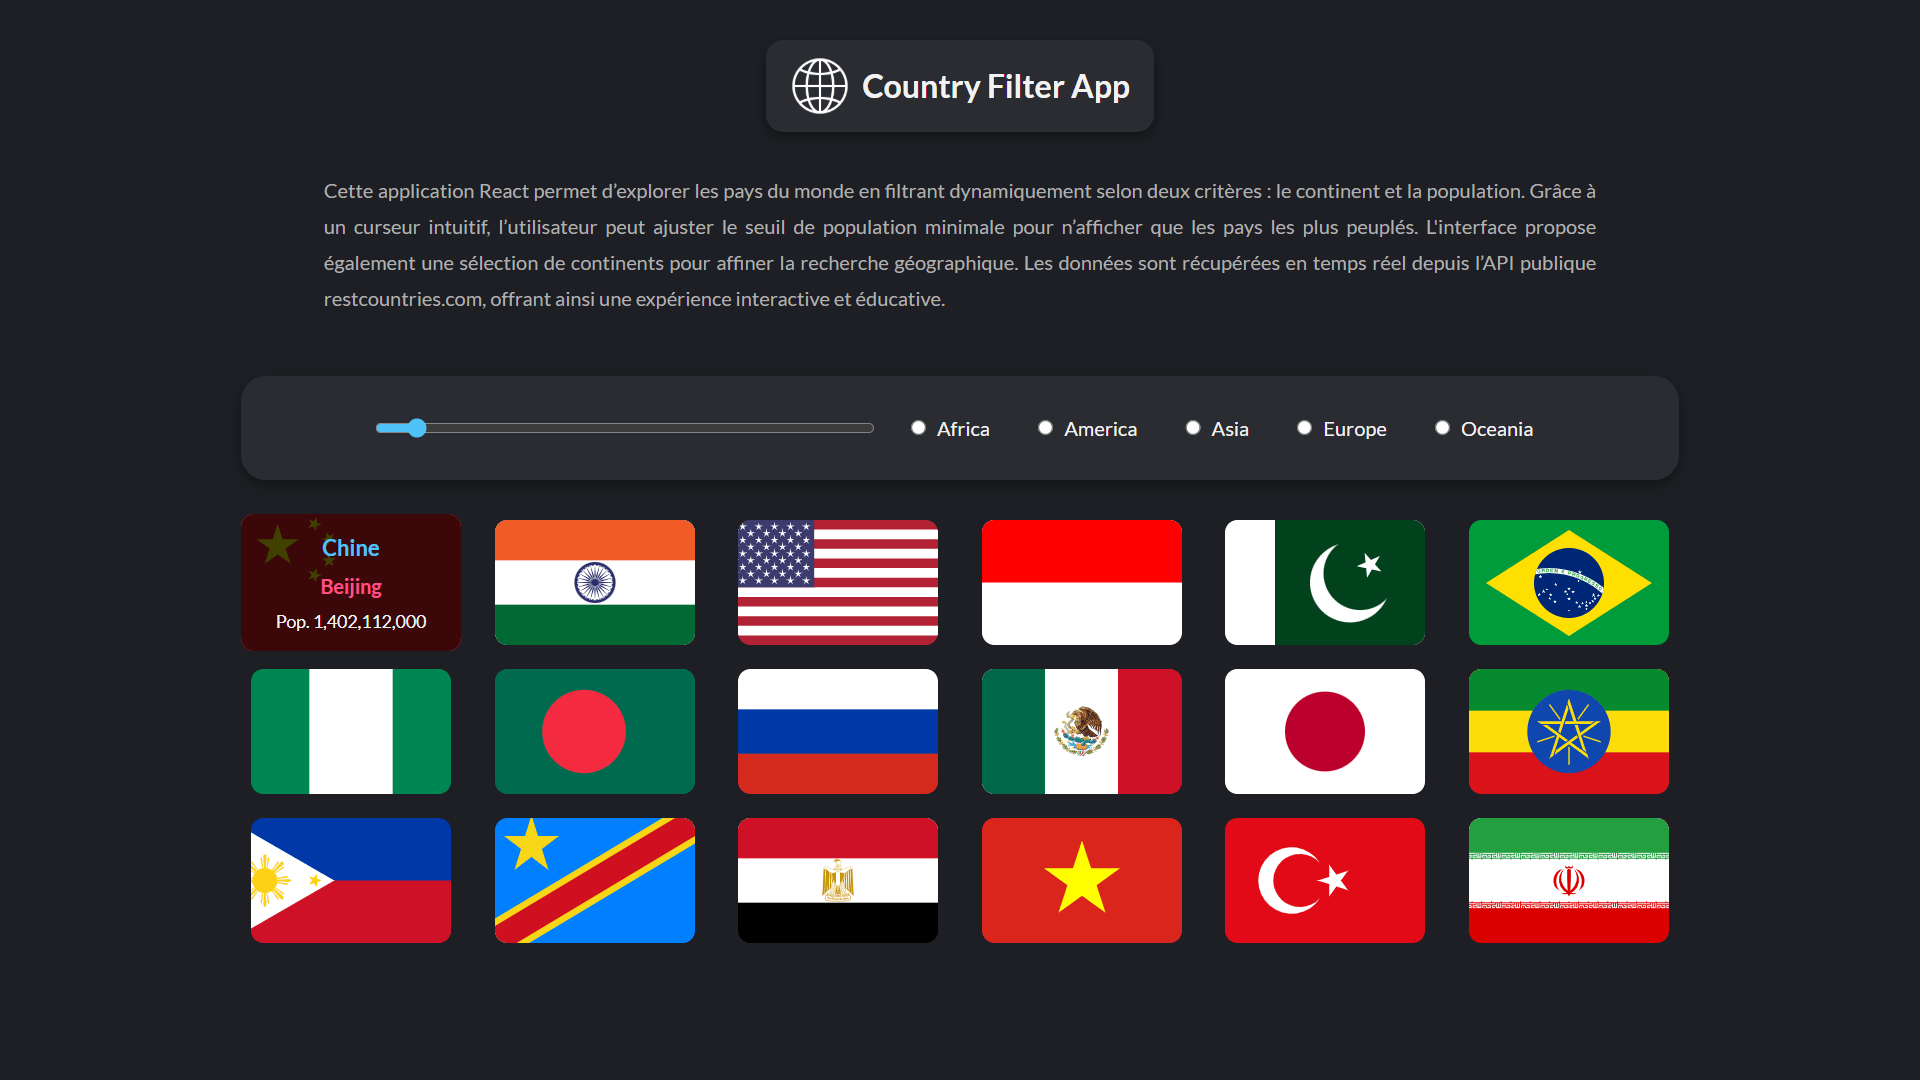 Country Filter App
Cette application React permet d’explorer les pays du monde en filtrant dynamiquement selon deux critères : le continent et la population. Grâce à
un curseur intuitif, l’utilisateur peut ajuster le seuil de population minimale pour n’afficher que les pays les plus peuplés. L'interface propose
également une sélection de continents pour affiner la recherche géographique. Les données sont récupérées en temps réel depuis l’API publique
restcountries.com, offrant ainsi une expérience interactive et éducative.
Africa America Asia Europe Oceania
Chine
Beijing
Pop. 1,402,112,000
ORDEM E PROGRESSO